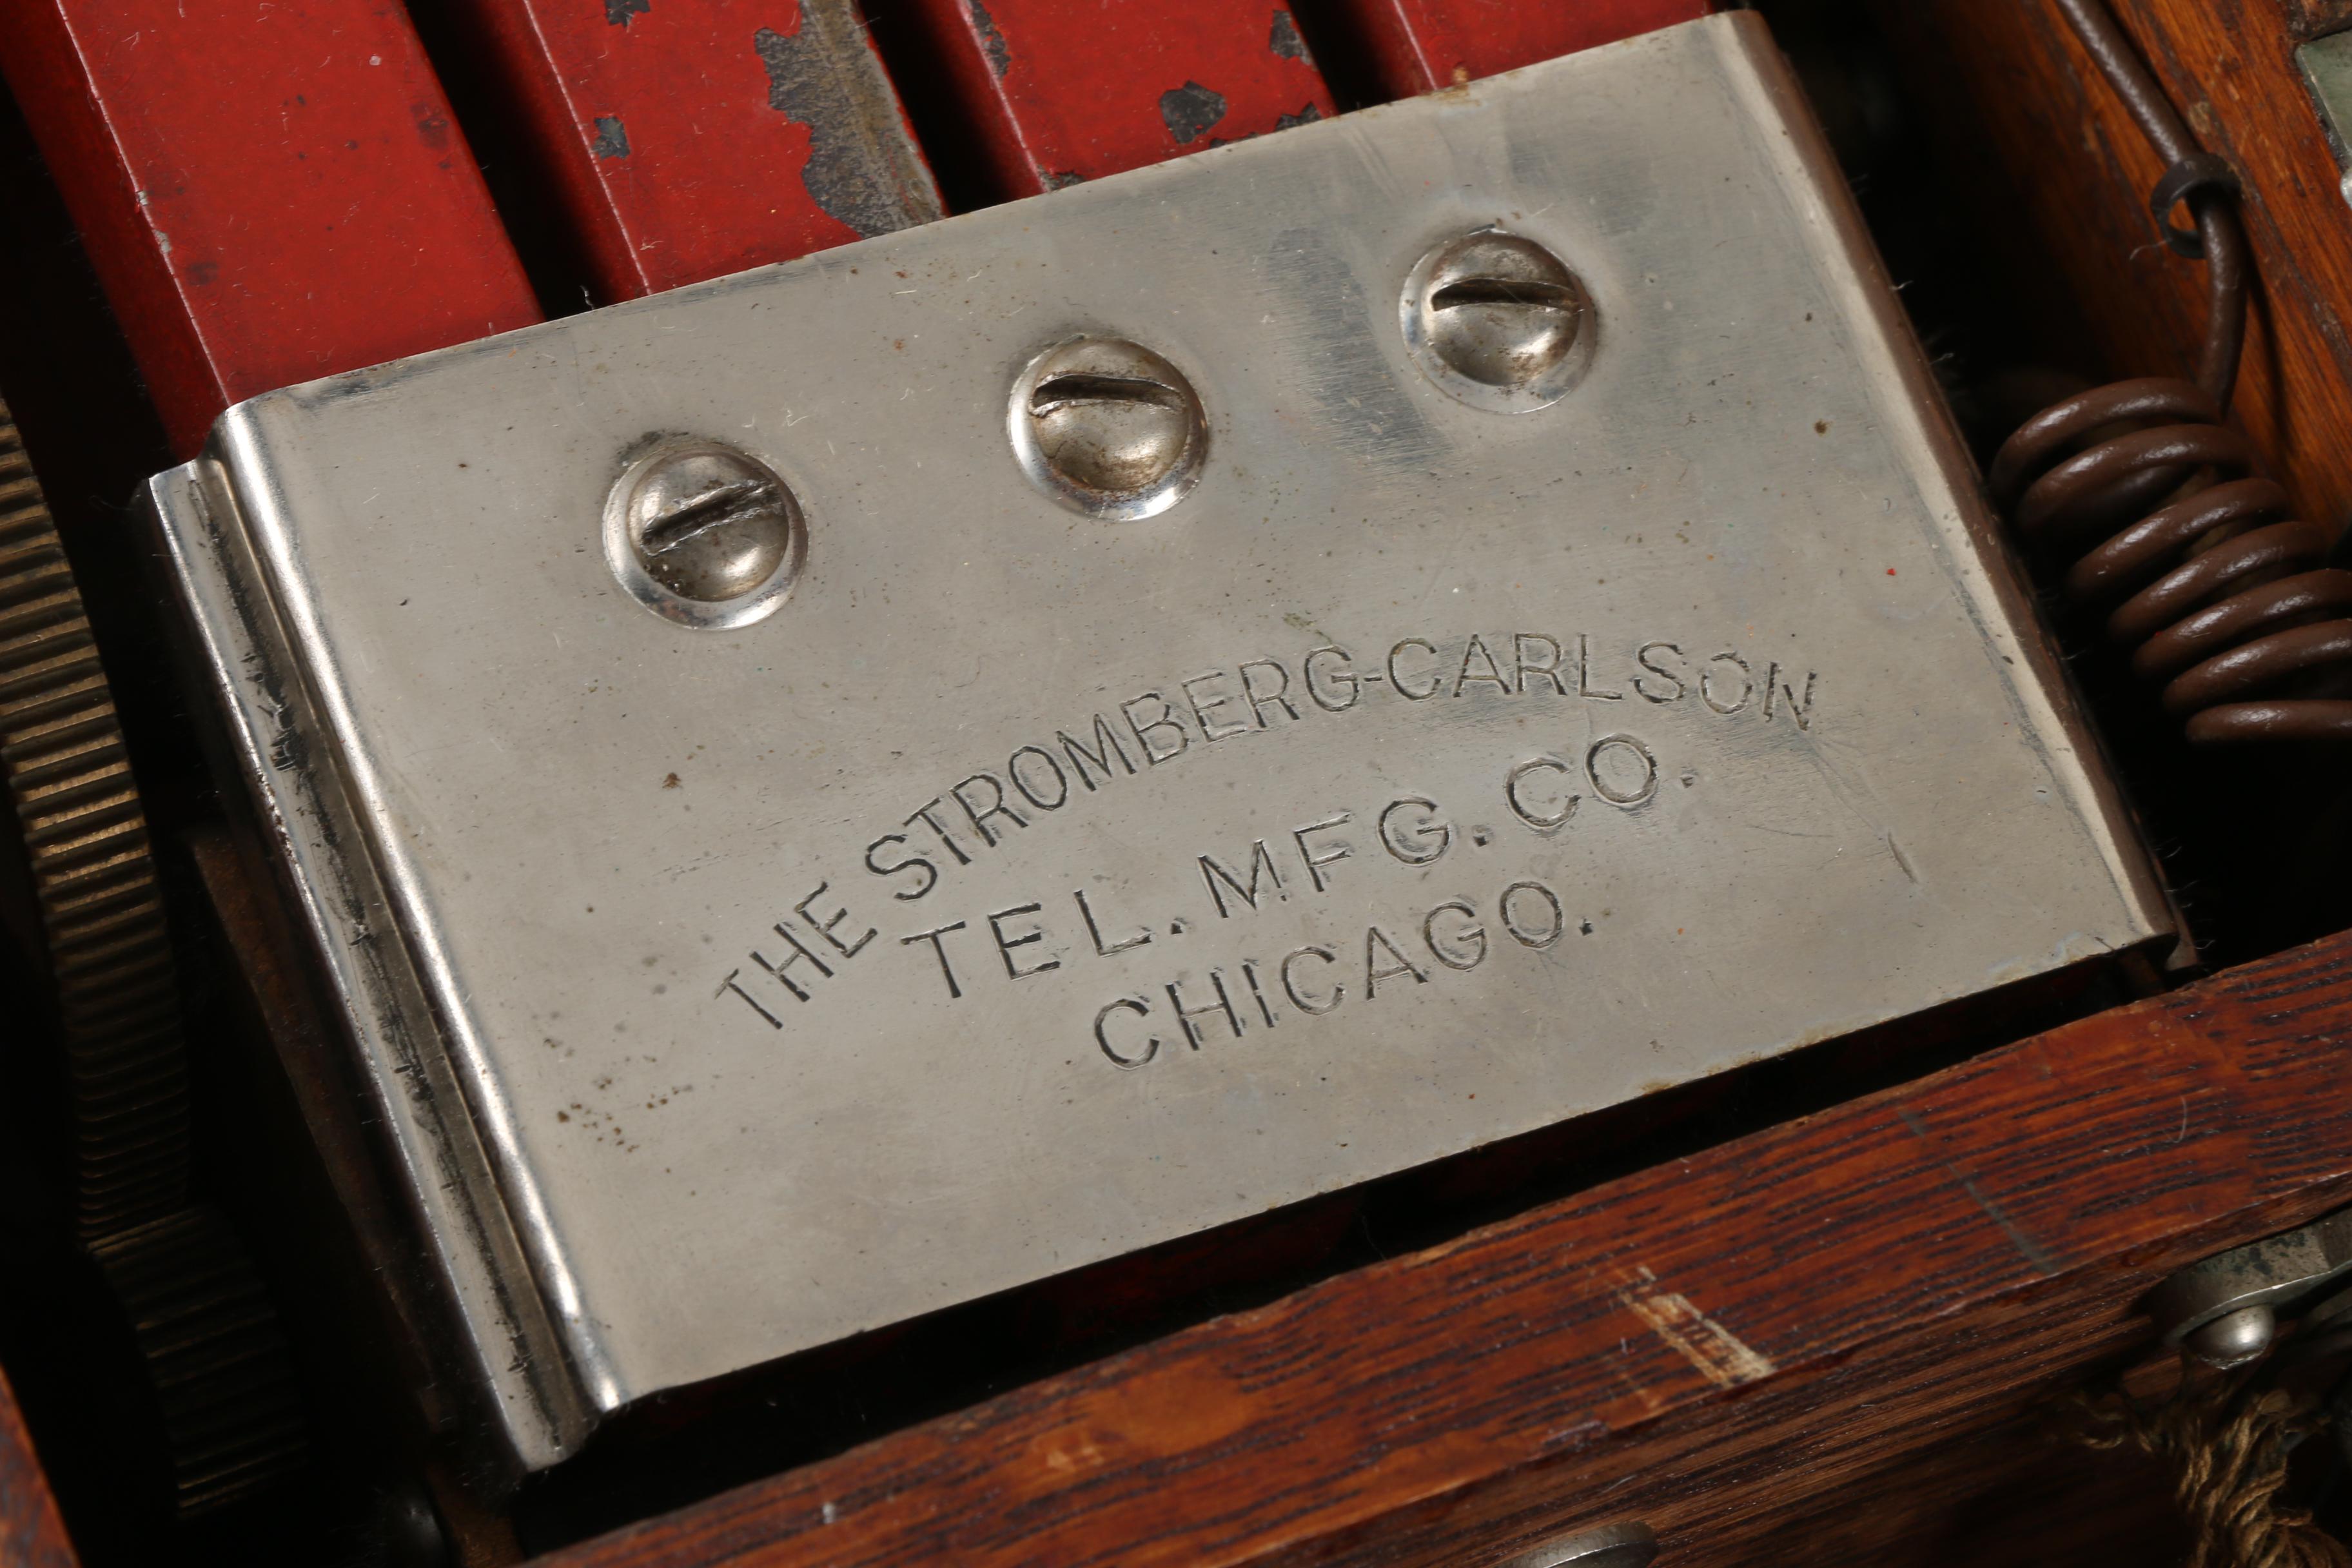 THE STROMBERG-CARLSON
TEL. MFG. CO.
CHICAGO.